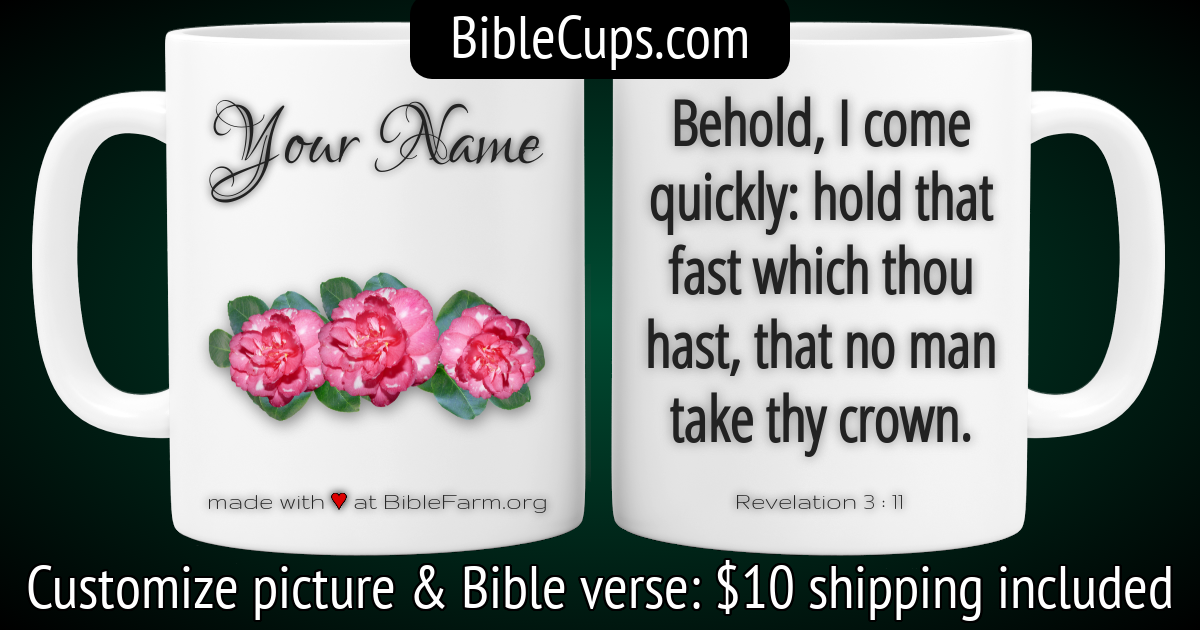 BibleCups.com
Your Name
made with ♥ at BibleFarm.org
Behold, I come
quickly: hold that
fast which thou
hast, that no man
take thy crown.
Revelation 3 : 11
Customize picture & Bible verse: $10 shipping included